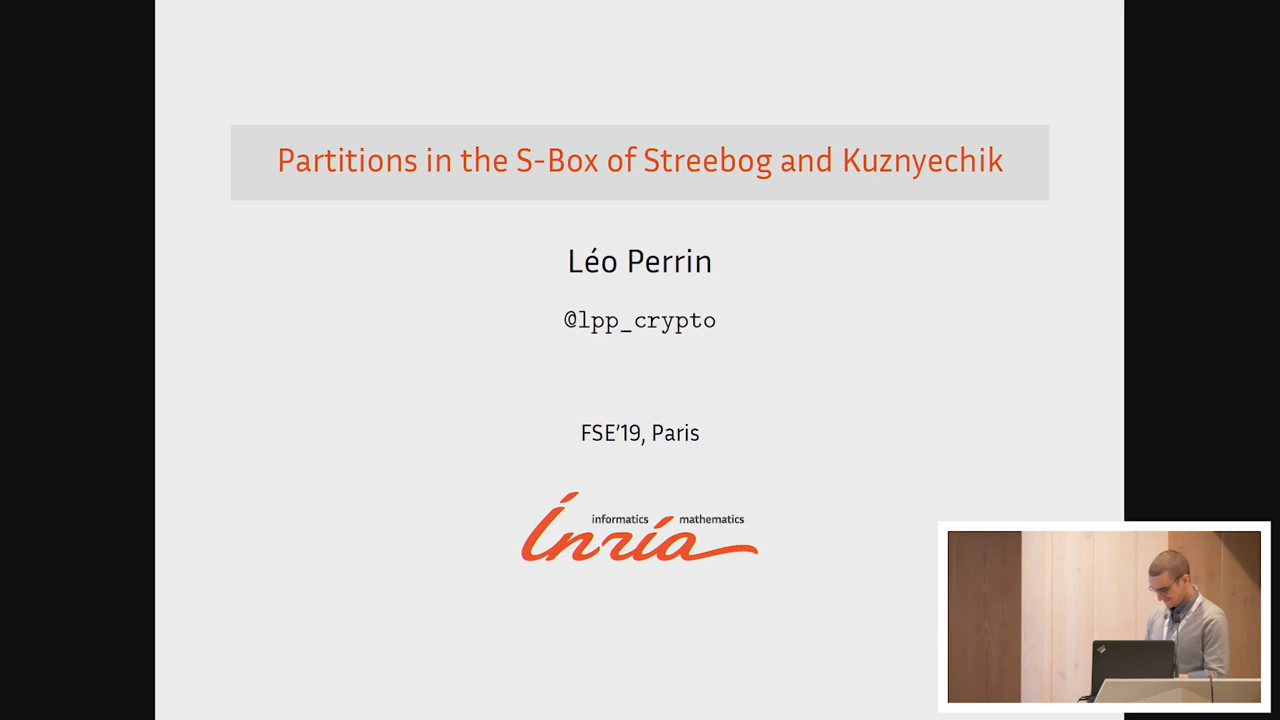 Partitions in the S-Box of Streebog and Kuznyechik
Léo Perrin
@lpp_crypto
FSE'19, Paris
informatics mathematics
Inria